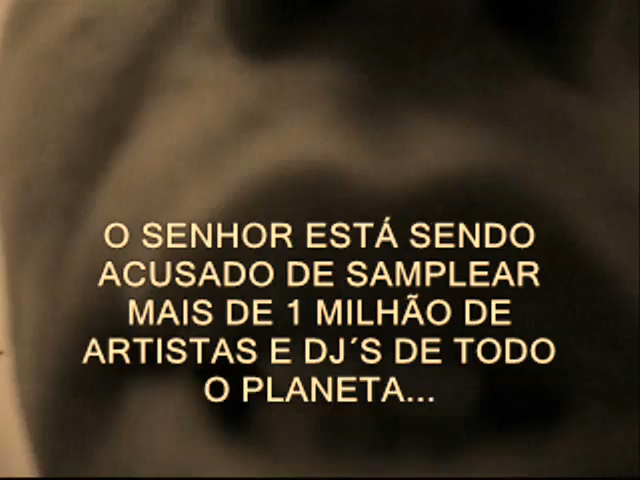 O SENHOR ESTÁ SENDO
ACUSADO DE SAMPLEAR
MAIS DE 1 MILHÃO DE
ARTISTAS E DJ´S DE TODO
O PLANETA...